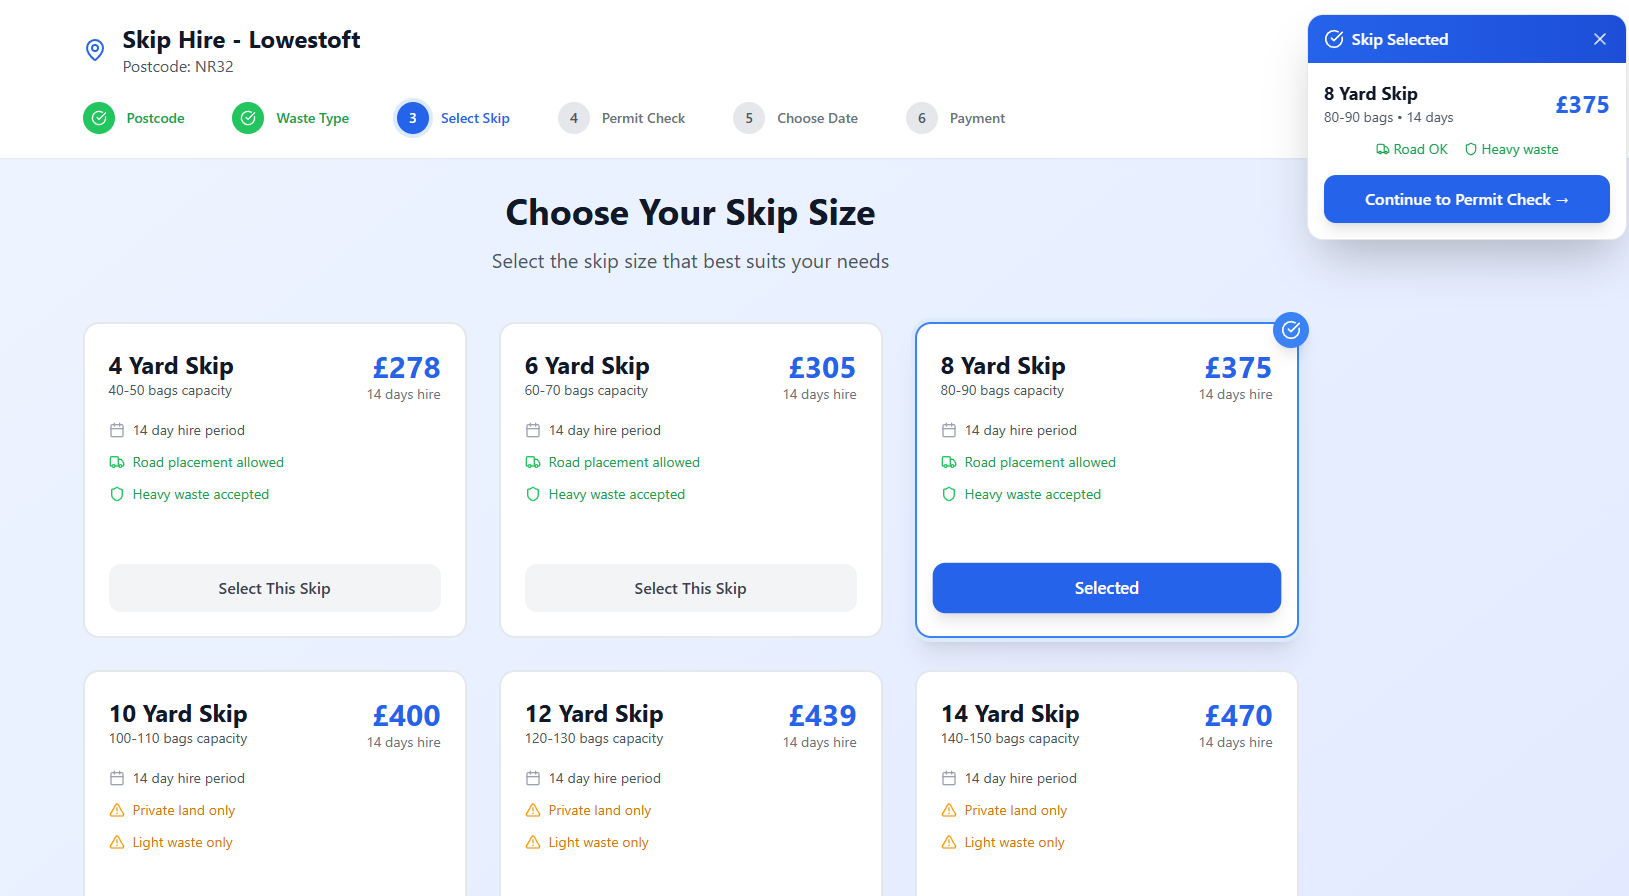 Skip Hire - Lowestoft
Postcode: NR32
Postcode
Waste Type
3 Select Skip
4 Permit Check
5 Choose Date
6 Payment
Skip Selected
8 Yard Skip
£375
80-90 bags • 14 days
Road OK
Heavy waste
Continue to Permit Check →
Choose Your Skip Size
Select the skip size that best suits your needs
4 Yard Skip
£278
40-50 bags capacity
14 days hire
14 day hire period
Road placement allowed
Heavy waste accepted
Select This Skip
6 Yard Skip
£305
60-70 bags capacity
14 days hire
14 day hire period
Road placement allowed
Heavy waste accepted
Select This Skip
8 Yard Skip
£375
80-90 bags capacity
14 days hire
14 day hire period
Road placement allowed
Heavy waste accepted
Selected
10 Yard Skip
£400
100-110 bags capacity
14 days hire
14 day hire period
Private land only
Light waste only
12 Yard Skip
£439
120-130 bags capacity
14 days hire
14 day hire period
Private land only
Light waste only
14 Yard Skip
£470
140-150 bags capacity
14 days hire
14 day hire period
Private land only
Light waste only